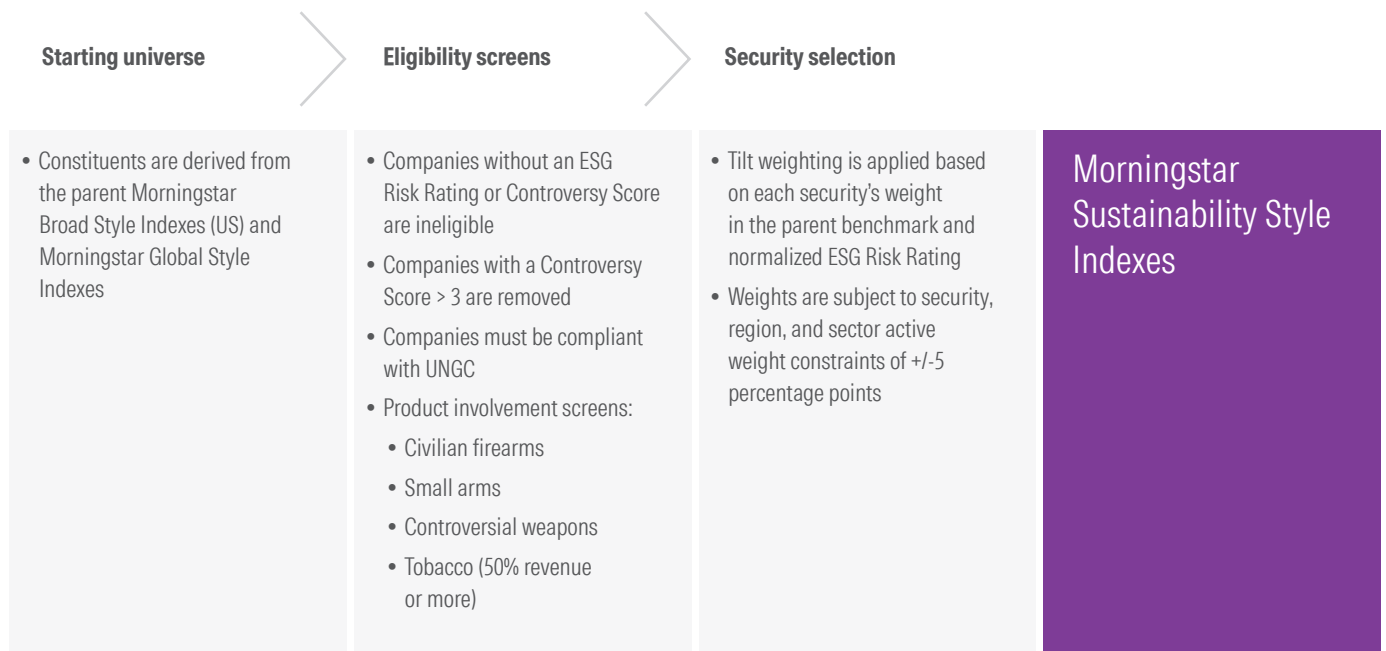 Starting universe
Eligibility screens
Security selection
• Constituents are derived from
the parent Morningstar
Broad Style Indexes (US) and
Morningstar Global Style
Indexes
• Companies without an ESG
Risk Rating or Controversy Score
are ineligible
• Companies with a Controversy
Score > 3 are removed
• Companies must be compliant
with UNGC
• Product involvement screens:
• Civilian firearms
• Small arms
• Controversial weapons
• Tobacco (50% revenue
or more)
• Tilt weighting is applied based
on each security’s weight
in the parent benchmark and
normalized ESG Risk Rating
• Weights are subject to security,
region, and sector active
weight constraints of +/-5
percentage points
Morningstar
Sustainability Style
Indexes